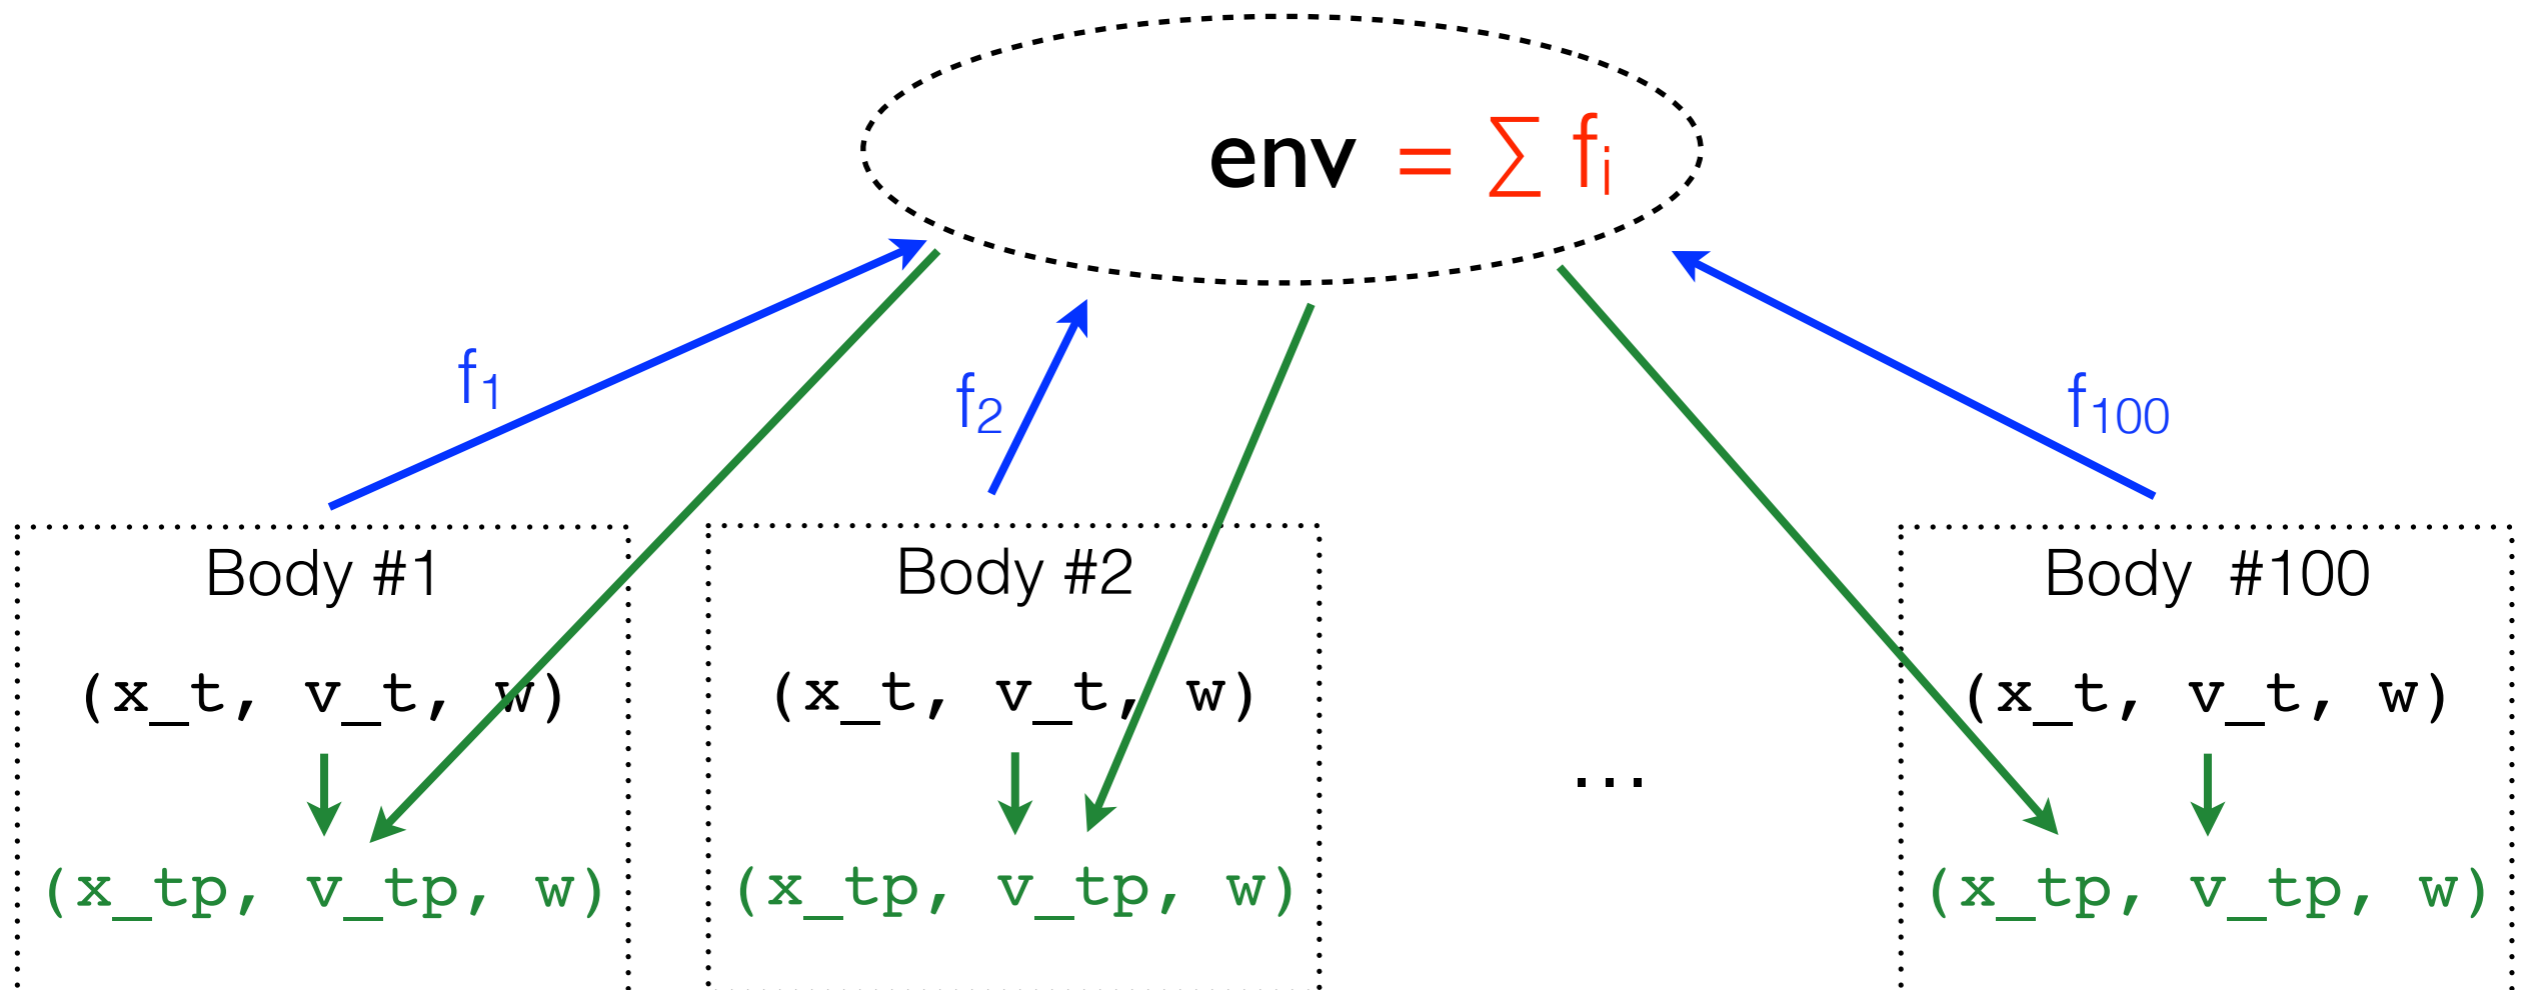 env = ∑ fi
f1
f2
f100
Body #1
(x_t, v_t, w)
(x_tp, v_tp, w)
Body #2
(x_t, v_t, w)
(x_tp, v_tp, w)
...
Body #100
(x_t, v_t, w)
(x_tp, v_tp, w)